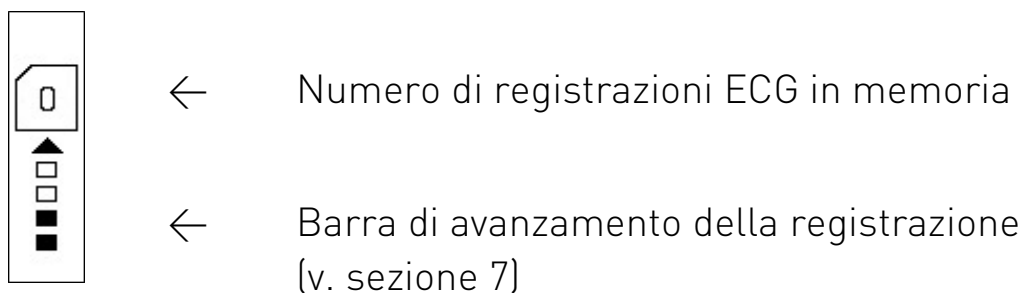 0
← Numero di registrazioni ECG in memoria
← Barra di avanzamento della registrazione
(v. sezione 7)